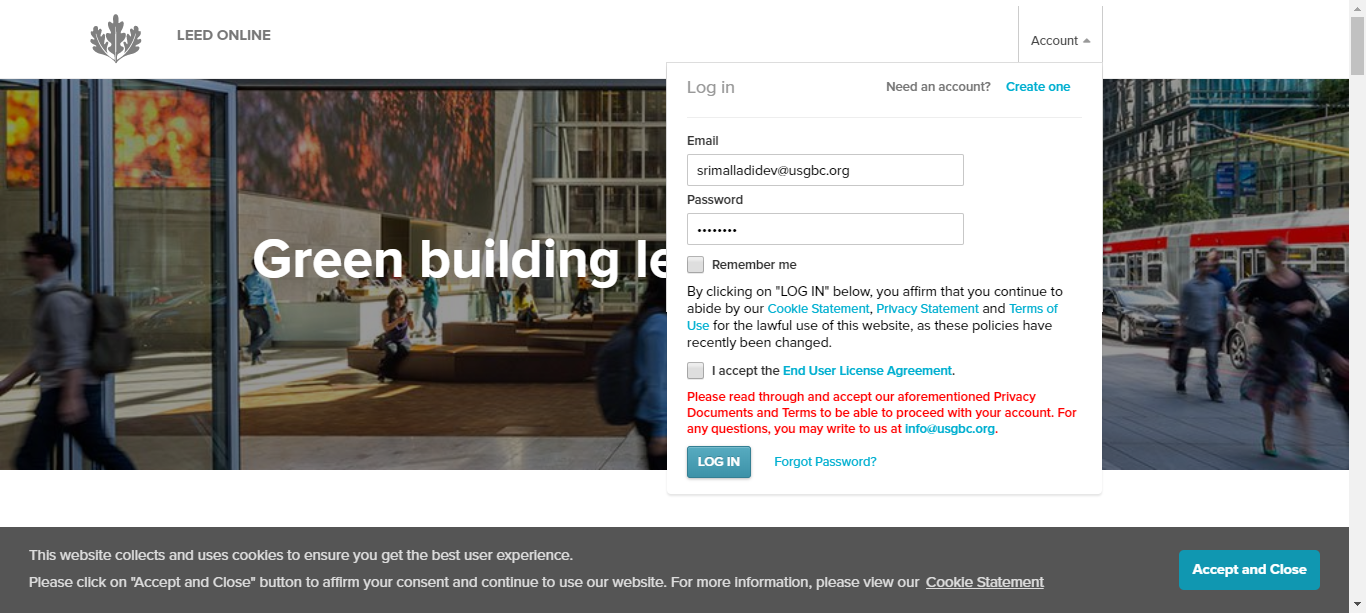 LEED ONLINE
Account
Log in
Need an account? Create one
Email
srimalladidev@usgbc.org
Password
••••••••
Green building le
Remember me
By clicking on "LOG IN" below, you affirm that you continue to
abide by our Cookie Statement, Privacy Statement and Terms of
Use for the lawful use of this website, as these policies have
recently been changed.
I accept the End User License Agreement.
Please read through and accept our aforementioned Privacy
Documents and Terms to be able to proceed with your account. For
any questions, you may write to us at info@usgbc.org.
LOG IN
Forgot Password?
This website collects and uses cookies to ensure you get the best user experience.
Please click on "Accept and Close" button to affirm your consent and continue to use our website. For more information, please view our Cookie Statement
Accept and Close